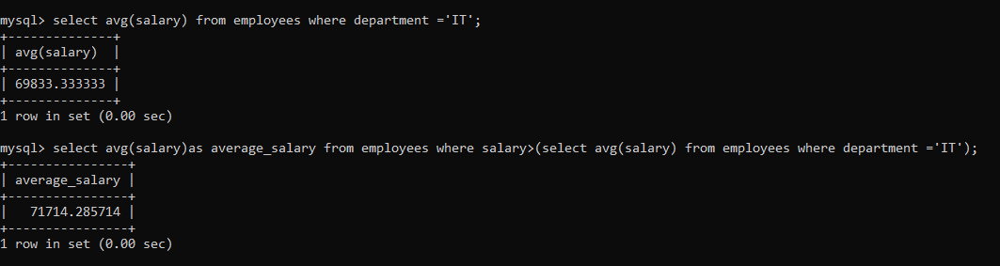 mysql> select avg(salary) from employees where department ='IT';
+--------------+
| avg(salary)  |
+--------------+
| 69833.333333 |
+--------------+
1 row in set (0.00 sec)
mysql> select avg(salary)as average_salary from employees where salary>(select avg(salary) from employees where department ='IT');
+----------------+
| average_salary |
+----------------+
|   71714.285714 |
+----------------+
1 row in set (0.00 sec)